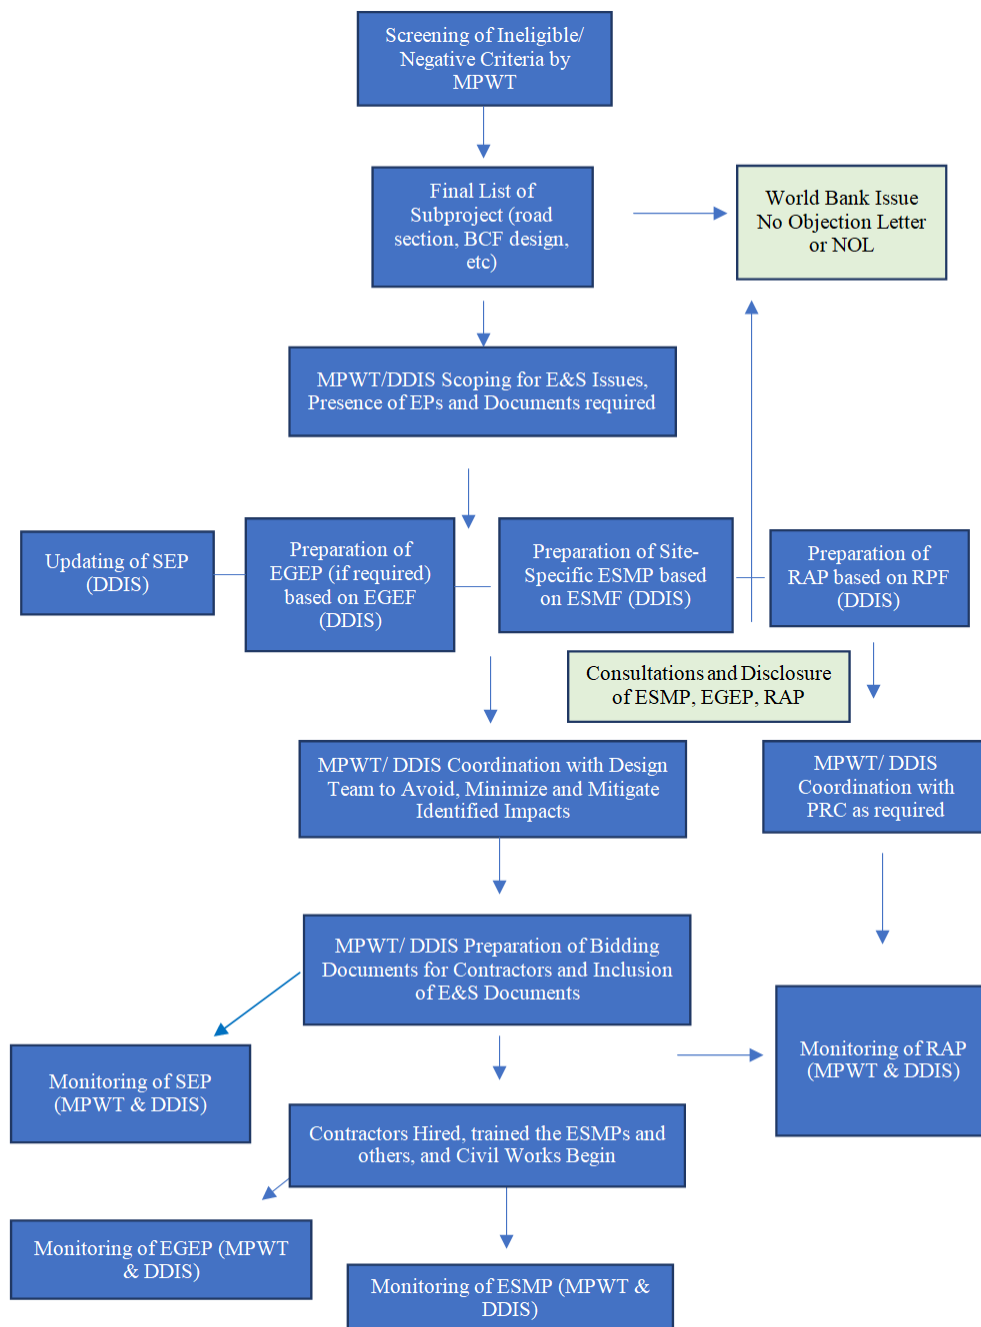 Screening of Ineligible/
Negative Criteria by
MPWT
Final List of
Subproject (road
section, BCF design,
etc)
World Bank Issue
No Objection Letter
or NOL
MPWT/DDIS Scoping for E&S Issues,
Presence of EPs and Documents required
Updating of SEP
(DDIS)
Preparation of
EGEP (if required)
based on EGEF
(DDIS)
Preparation of Site-
Specific ESMP based
on ESMF (DDIS)
Preparation of
RAP based on RPF
(DDIS)
Consultations and Disclosure
of ESMP, EGEP, RAP
MPWT/ DDIS Coordination with Design
Team to Avoid, Minimize and Mitigate
Identified Impacts
MPWT/ DDIS
Coordination with
PRC as required
MPWT/ DDIS Preparation of Bidding
Documents for Contractors and Inclusion
of E&S Documents
Monitoring of SEP
(MPWT & DDIS)
Monitoring of RAP
(MPWT & DDIS)
Contractors Hired, trained the ESMPs and
others, and Civil Works Begin
Monitoring of EGEP (MPWT
& DDIS)
Monitoring of ESMP (MPWT &
DDIS)